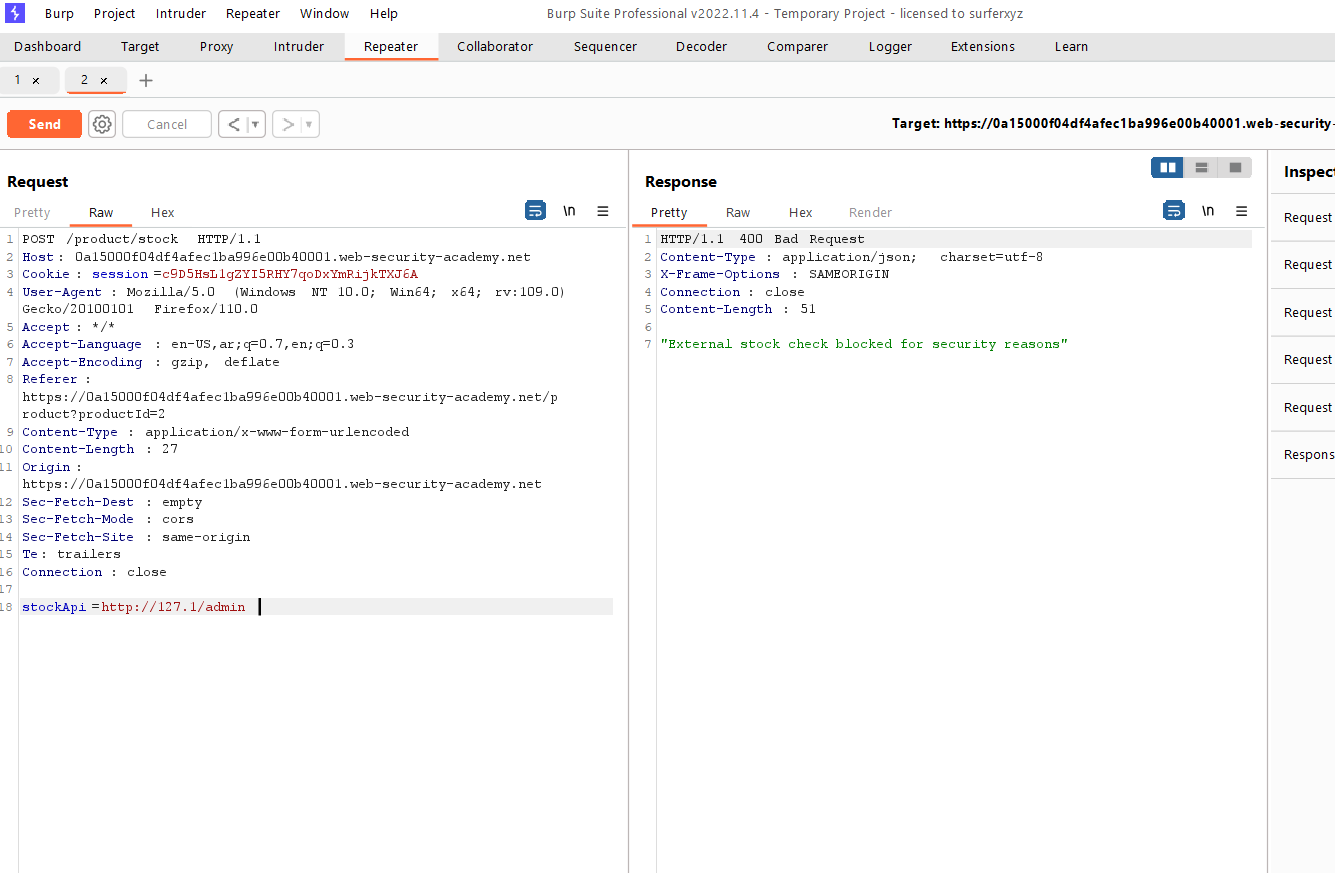 Burp Project Intruder Repeater Window Help Burp Suite Professional v2022.11.4 - Temporary Project - licensed to surferxyz
Dashboard Target Proxy Intruder Repeater Collaborator Sequencer Decoder Comparer Logger Extensions Learn
1 × 2 × +
Send Cancel < > Target: https://0a15000f04df4afec1ba996e00b40001.web-security-
Request
Pretty Raw Hex \n
1 POST /product/stock HTTP/1.1
2 Host: 0a15000f04df4afec1ba996e00b40001.web-security-academy.net
3 Cookie: session=c9D5HsL1gZYI5RHY7qoDxYmRijkTXJ6A
4 User-Agent: Mozilla/5.0 (Windows NT 10.0; Win64; x64; rv:109.0)
Gecko/20100101 Firefox/110.0
5 Accept: */*
6 Accept-Language: en-US,ar;q=0.7,en;q=0.3
7 Accept-Encoding: gzip, deflate
8 Referer:
https://0a15000f04df4afec1ba996e00b40001.web-security-academy.net/p
roduct?productId=2
9 Content-Type: application/x-www-form-urlencoded
10 Content-Length: 27
11 Origin:
https://0a15000f04df4afec1ba996e00b40001.web-security-academy.net
12 Sec-Fetch-Dest: empty
13 Sec-Fetch-Mode: cors
14 Sec-Fetch-Site: same-origin
15 Te: trailers
16 Connection: close
17
18 stockApi=http://127.1/admin
Response
Pretty Raw Hex Render \n
1 HTTP/1.1 400 Bad Request
2 Content-Type: application/json; charset=utf-8
3 X-Frame-Options: SAMEORIGIN
4 Connection: close
5 Content-Length: 51
6
7 "External stock check blocked for security reasons"
Inspect
Request
Request
Request
Request
Request
Respons